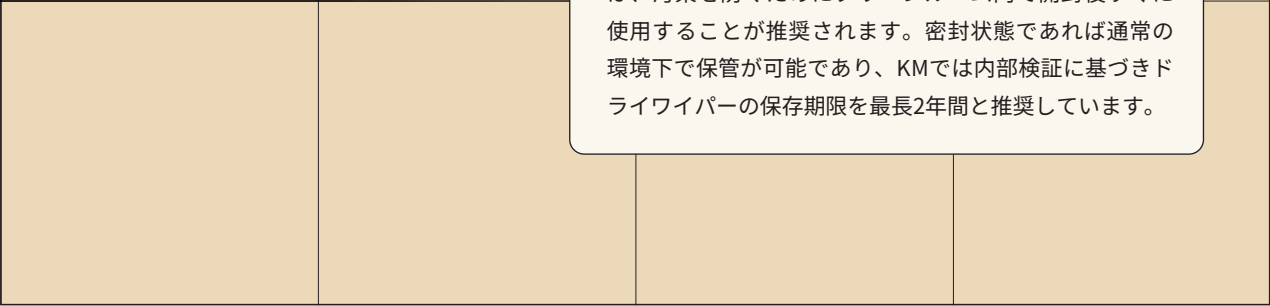 使用することが推奨されます。密封状態であれば通常の
環境下で保管が可能であり、KMでは内部検証に基づきド
ライワイパーの保存期限を最長2年間と推奨しています。